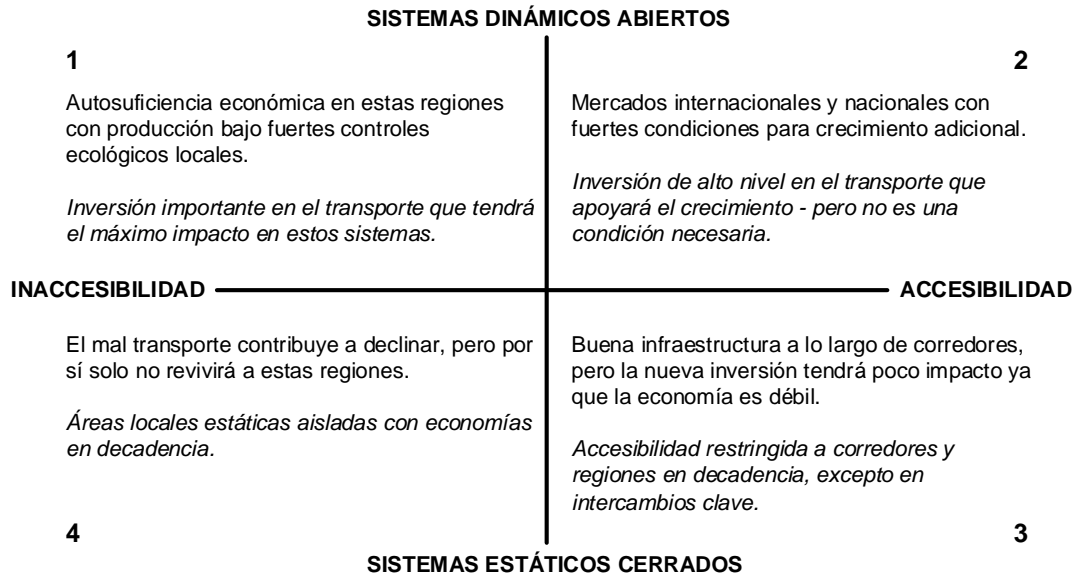 SISTEMAS DINÁMICOS ABIERTOS
1
Autosuficiencia económica en estas regiones
con producción bajo fuertes controles
ecológicos locales.
Inversión importante en el transporte que tendrá
el máximo impacto en estos sistemas.
2
Mercados internacionales y nacionales con
fuertes condiciones para crecimiento adicional.
Inversión de alto nivel en el transporte que
apoyará el crecimiento - pero no es una
condición necesaria.
INACCESIBILIDAD
ACCESIBILIDAD
El mal transporte contribuye a declinar, pero por
sí solo no revivirá a estas regiones.
Áreas locales estáticas aisladas con economías
en decadencia.
4
Buena infraestructura a lo largo de corredores,
pero la nueva inversión tendrá poco impacto ya
que la economía es débil.
Accesibilidad restringida a corredores y
regiones en decadencia, excepto en
intercambios clave.
3
SISTEMAS ESTÁTICOS CERRADOS